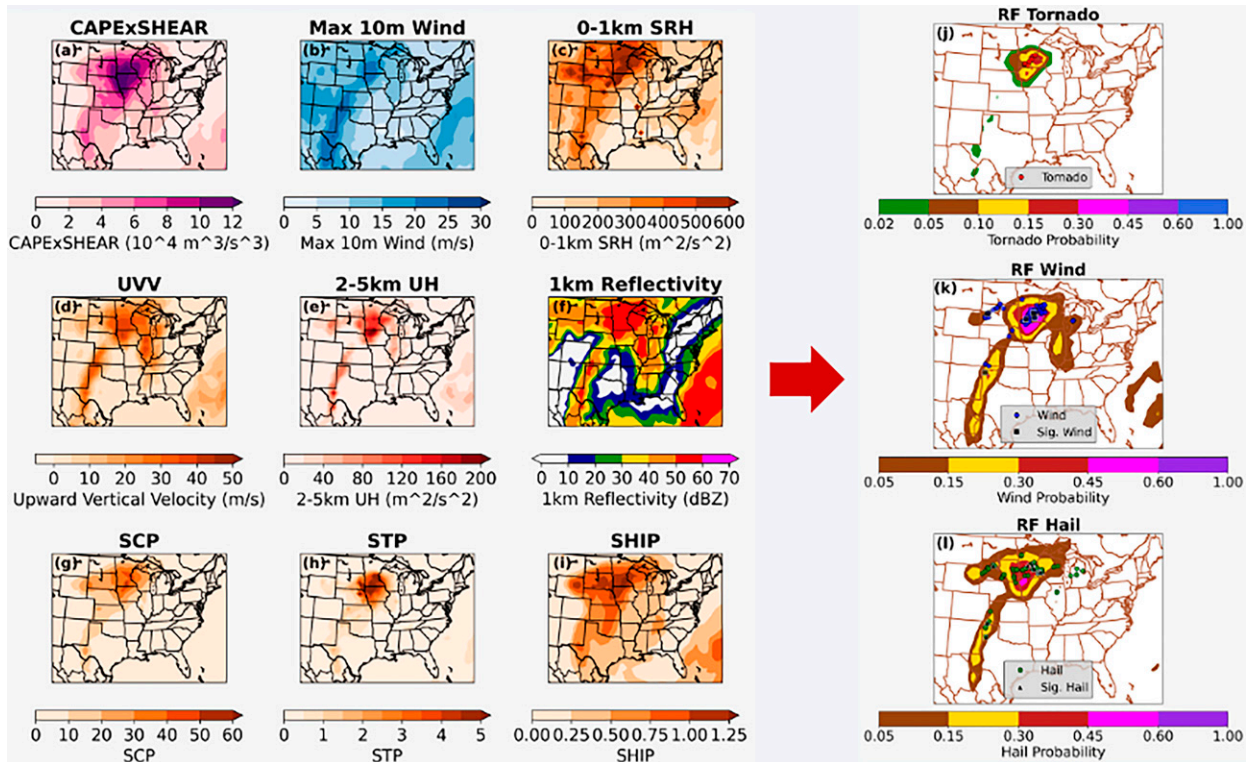 CAPExSHEAR
(a)
0 2 4 6 8 10 12
CAPExSHEAR (10^4 m^3/s^3)
Max 10m Wind
(b)
0 5 10 15 20 25 30
Max 10m Wind (m/s)
0-1km SRH
(c)
0 100200300400500600
0-1km SRH (m^2/s^2)
RF Tornado
(j)
Tornado
0.02 0.05 0.10 0.15 0.30 0.45 0.60 1.00
Tornado Probability
UVV
(d)
0 10 20 30 40 50
Upward Vertical Velocity (m/s)
2-5km UH
(e)
0 40 80 120 160 200
2-5km UH (m^2/s^2)
1km Reflectivity
(f)
10 20 30 40 50 60 70
1km Reflectivity (dBZ)
RF Wind
(k)
Wind
Sig. Wind
0.05 0.15 0.30 0.45 0.60 1.00
Wind Probability
SCP
(g)
0 10 20 30 40 50 60
SCP
STP
(h)
0 1 2 3 4 5
STP
SHIP
(i)
0.00 0.25 0.50 0.75 1.00 1.25
SHIP
RF Hail
(l)
Hail
Sig. Hail
0.05 0.15 0.30 0.45 0.60 1.00
Hail Probability